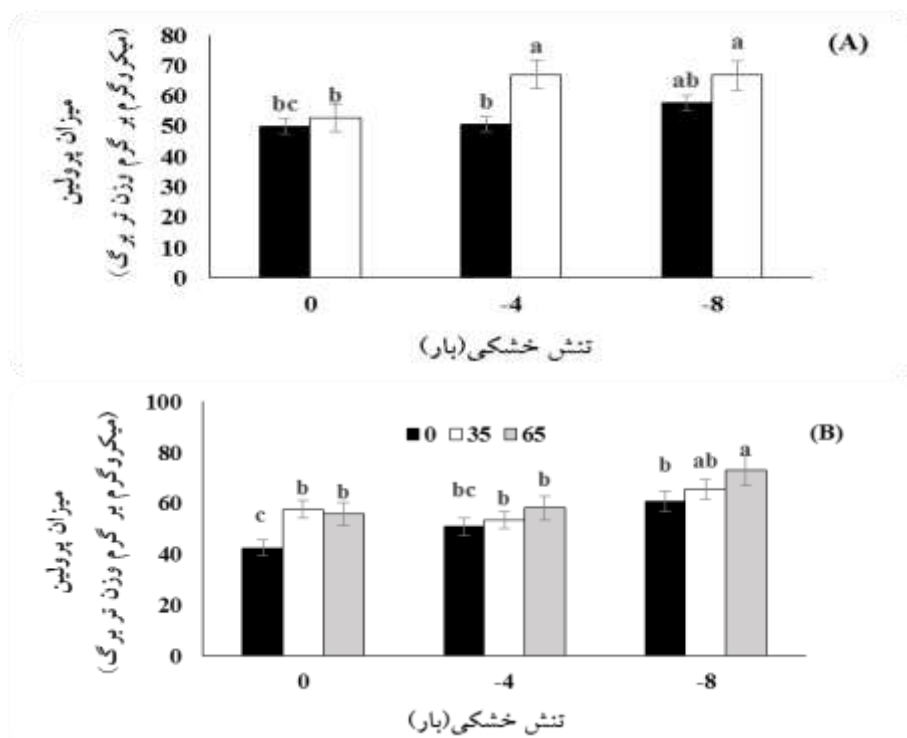 (A)
میزان پرولین
(میکروگرم بر گرم وزن تر برگ)
80
70
60
50
40
30
20
10
0
bc b b a ab a
0 -4 -8
تنش خشکی(بار)
(B)
میزان پرولین
(میکروگرم بر گرم وزن تر برگ)
100
80
60
40
20
0
0 35 65
c b b bc b b b ab a
0 -4 -8
تنش خشکی(بار)